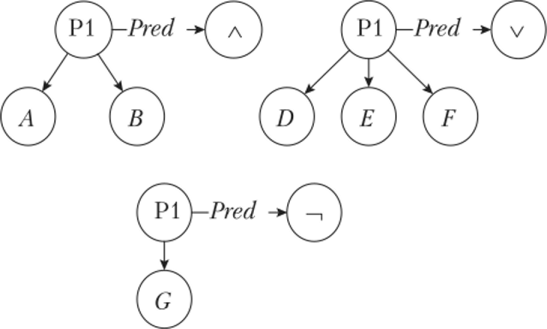 P1 Pred ∧ P1 Pred ∨
A B D E F
P1 Pred ¬
G